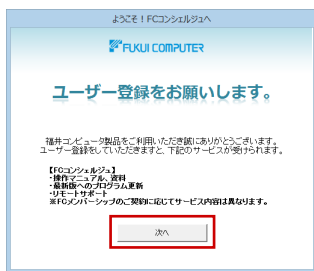 ようこそ!FCコンシェルジュへ
FUKUI COMPUTER
ユーザー登録をお願いします。
福井コンピュータ製品をご利用いただき誠にありがとうございます。
ユーザー登録をしていただきますと、下記のサービスが受けられます。
【FCコンシェルジュ】
・操作マニュアル、資料
・最新版へのプログラム更新
・リモートサポート
※FCメンバーシップのご契約に応じてサービス内容は異なります。
次へ